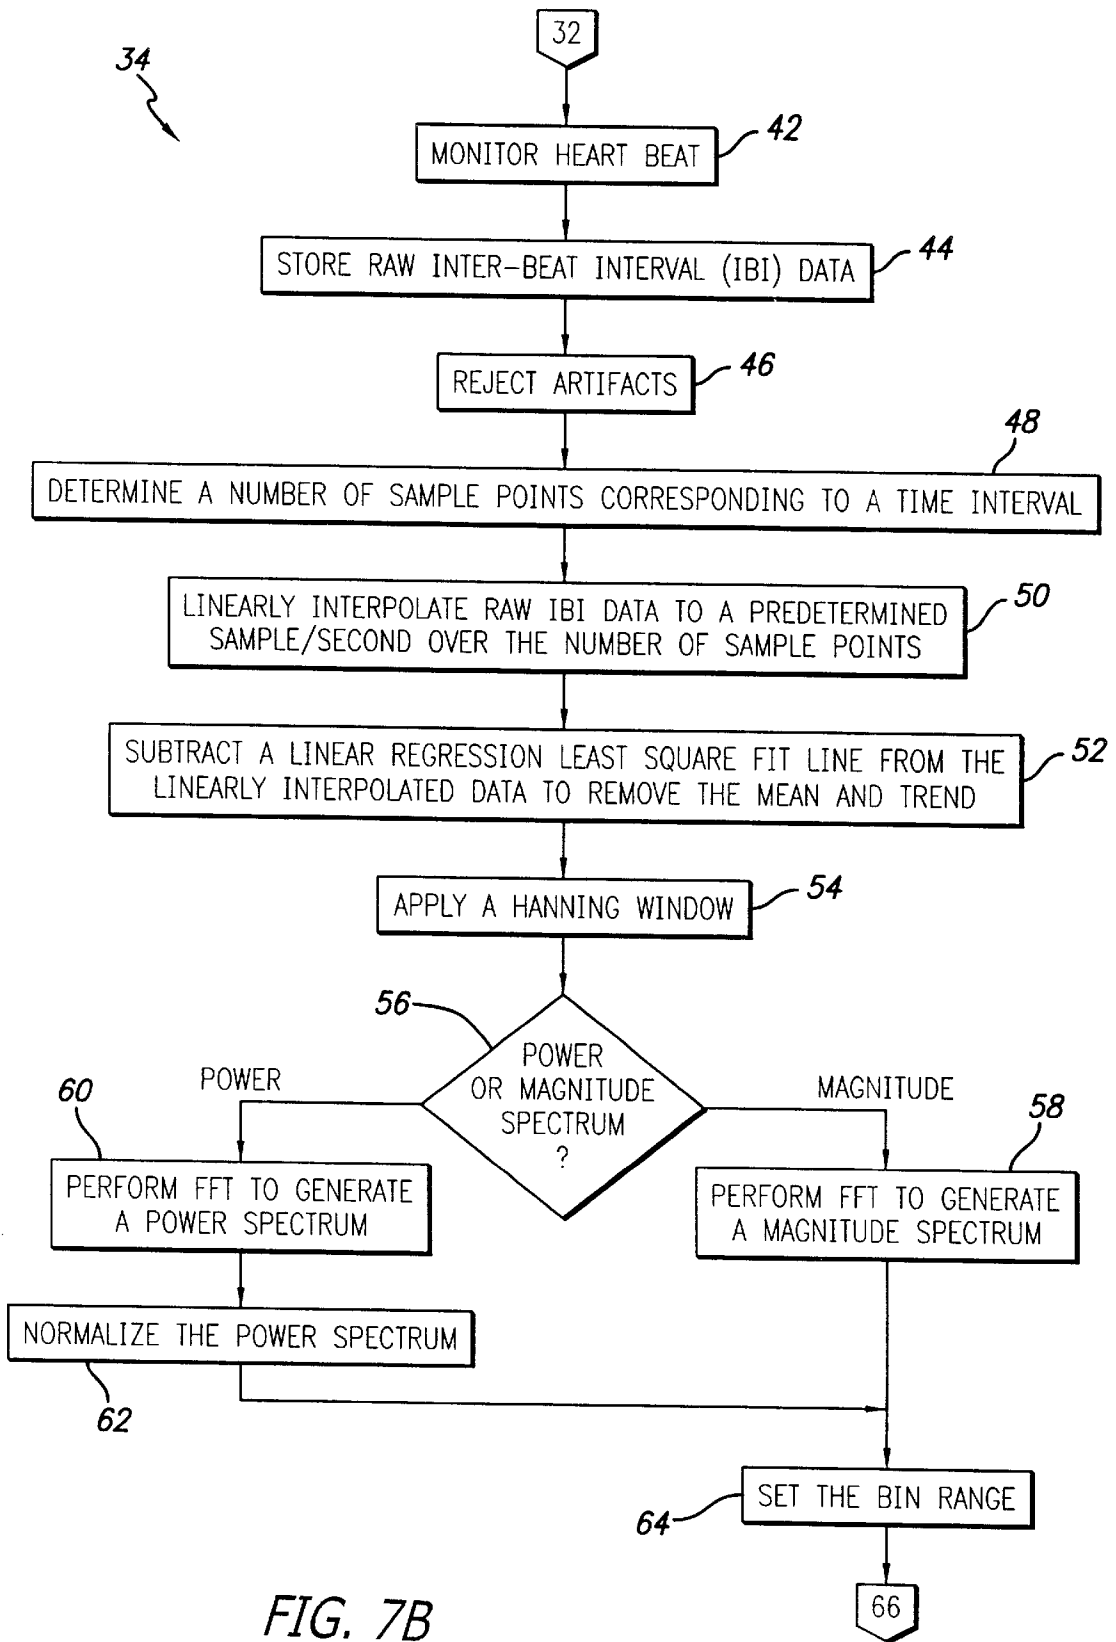 32
34
MONITOR HEART BEAT
42
STORE RAW INTER-BEAT INTERVAL (IBI) DATA
44
REJECT ARTIFACTS
46
48
DETERMINE A NUMBER OF SAMPLE POINTS CORRESPONDING TO A TIME INTERVAL
LINEARLY INTERPOLATE RAW IBI DATA TO A PREDETERMINED
SAMPLE/SECOND OVER THE NUMBER OF SAMPLE POINTS
50
SUBTRACT A LINEAR REGRESSION LEAST SQUARE FIT LINE FROM THE
LINEARLY INTERPOLATED DATA TO REMOVE THE MEAN AND TREND
52
APPLY A HANNING WINDOW
54
56
POWER
OR MAGNITUDE
SPECTRUM
?
POWER
MAGNITUDE
60
PERFORM FFT TO GENERATE
A POWER SPECTRUM
58
PERFORM FFT TO GENERATE
A MAGNITUDE SPECTRUM
NORMALIZE THE POWER SPECTRUM
62
SET THE BIN RANGE
64
66
FIG. 7B